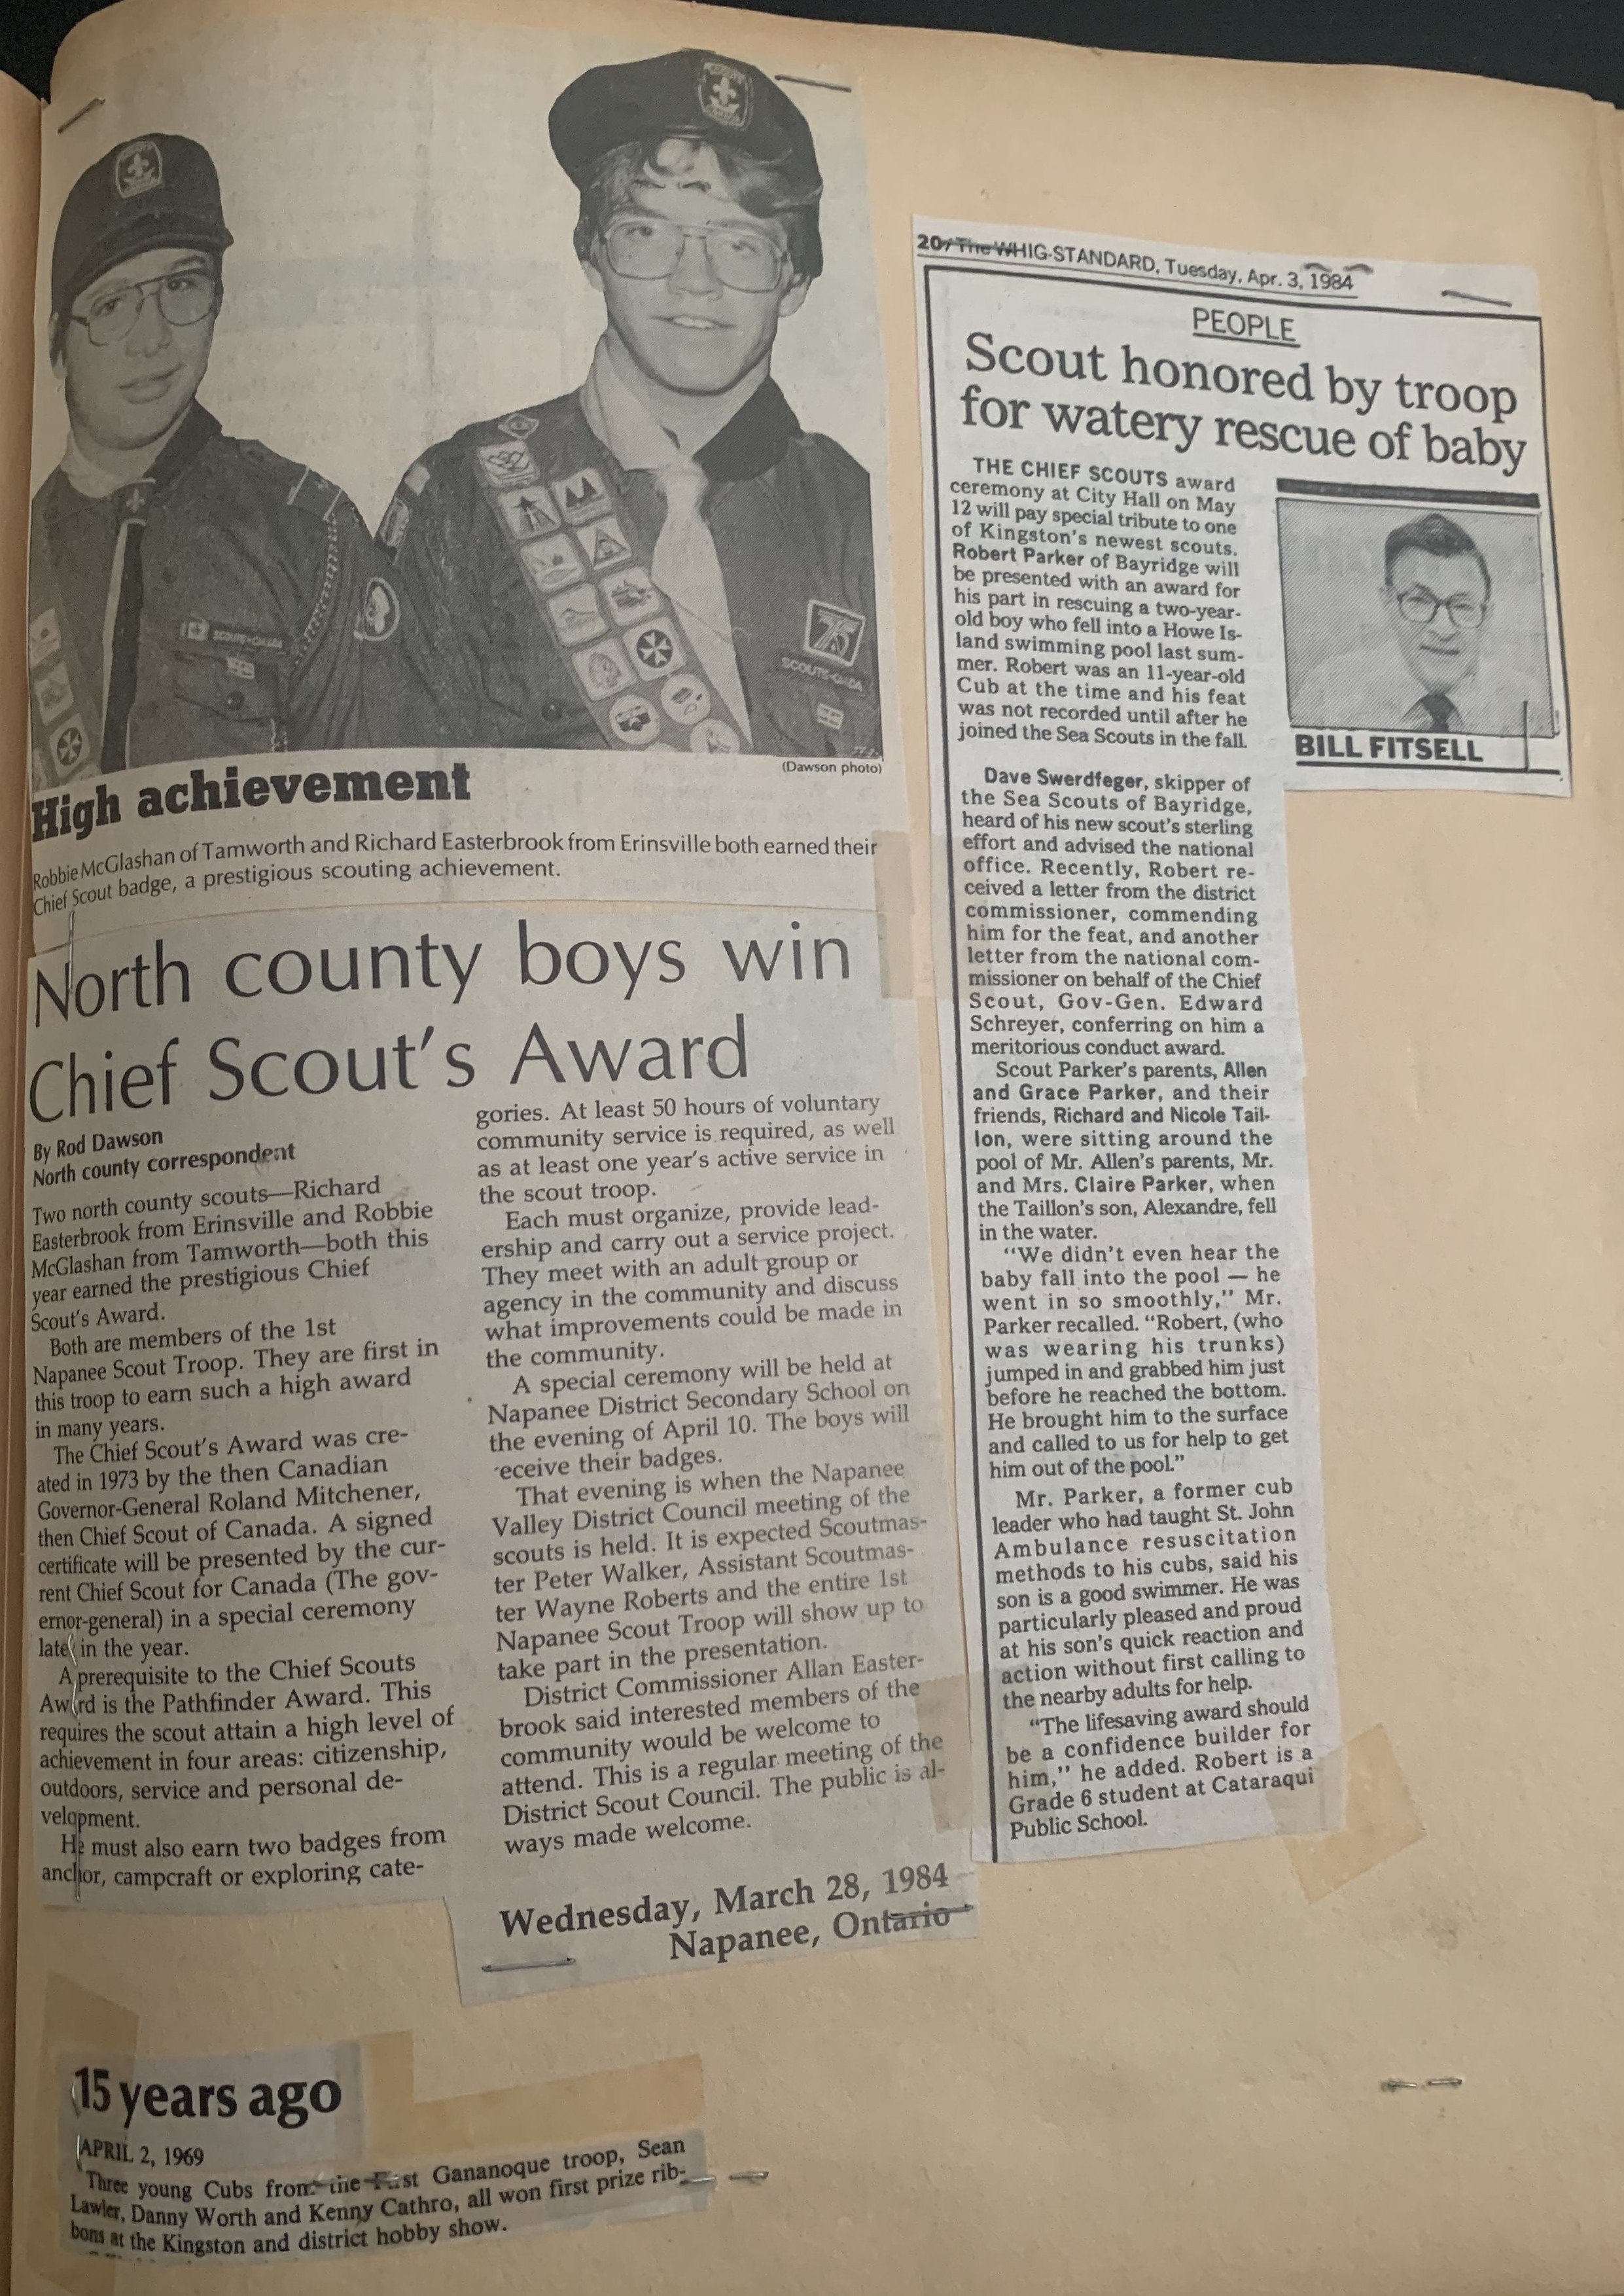 (Dawson photo)
High achievement
Robbie McGlashan of Tamworth and Richard Easterbrook from Erinsville both earned their
Chief Scout badge, a prestigious scouting achievement.
North county boys win
Chief Scout's Award
By Rod Dawson
North county correspondent
Two north county scouts—Richard
Easterbrook from Erinsville and Robbie
McGlashan from Tamworth—both this
year earned the prestigious Chief
Scout's Award.
Both are members of the 1st
Napanee Scout Troop. They are first in
this troop to earn such a high award
in many years.
The Chief Scout's Award was cre-
ated in 1973 by the then Canadian
Governor-General Roland Mitchener,
then Chief Scout of Canada. A signed
certificate will be presented by the cur-
rent Chief Scout for Canada (The gov-
ernor-general) in a special ceremony
late in the year.
A prerequisite to the Chief Scouts
Award is the Pathfinder Award. This
requires the scout attain a high level of
achievement in four areas: citizenship,
outdoors, service and personal de-
velopment.
He must also earn two badges from
anchor, campcraft or exploring cate-
gories. At least 50 hours of voluntary
community service is required, as well
as at least one year's active service in
the scout troop.
Each must organize, provide lead-
ership and carry out a service project.
They meet with an adult group or
agency in the community and discuss
what improvements could be made in
the community.
A special ceremony will be held at
Napanee District Secondary School on
the evening of April 10. The boys will
receive their badges.
That evening is when the Napanee
Valley District Council meeting of the
scouts is held. It is expected Scoutmas-
ter Peter Walker, Assistant Scoutmas-
ter Wayne Roberts and the entire 1st
Napanee Scout Troop will show up to
take part in the presentation.
District Commissioner Allan Easter-
brook said interested members of the
community would be welcome to
attend. This is a regular meeting of the
District Scout Council. The public is al-
ways made welcome.
Wednesday, March 28, 1984
Napanee, Ontario
20/ The WHIG-STANDARD, Tuesday, Apr. 3, 1984
PEOPLE
Scout honored by troop
for watery rescue of baby
THE CHIEF SCOUTS award
ceremony at City Hall on May
12 will pay special tribute to one
of Kingston's newest scouts.
Robert Parker of Bayridge will
be presented with an award for
his part in rescuing a two-year-
old boy who fell into a Howe Is-
land swimming pool last sum-
mer. Robert was an 11-year-old
Cub at the time and his feat
was not recorded until after he
joined the Sea Scouts in the fall.
BILL FITSELL
Dave Swerdfeger, skipper of
the Sea Scouts of Bayridge,
heard of his new scout's sterling
effort and advised the national
office. Recently, Robert re-
ceived a letter from the district
commissioner, commending
him for the feat, and another
letter from the national com-
missioner on behalf of the Chief
Scout, Gov-Gen. Edward
Schreyer, conferring on him a
meritorious conduct award.
Scout Parker's parents, Allen
and Grace Parker, and their
friends, Richard and Nicole Tail-
lon, were sitting around the
pool of Mr. Allen's parents, Mr.
and Mrs. Claire Parker, when
the Taillon's son, Alexandre, fell
in the water.
"We didn't even hear the
baby fall into the pool — he
went in so smoothly," Mr.
Parker recalled. "Robert, (who
was wearing his trunks)
jumped in and grabbed him just
before he reached the bottom.
He brought him to the surface
and called to us for help to get
him out of the pool."
Mr. Parker, a former cub
leader who had taught St. John
Ambulance resuscitation
methods to his cubs, said his
son is a good swimmer. He was
particularly pleased and proud
at his son's quick reaction and
action without first calling to
the nearby adults for help.
"The lifesaving award should
be a confidence builder for
him," he added. Robert is a
Grade 6 student at Cataraqui
Public School.
15 years ago
APRIL 2, 1969
Three young Cubs from the First Gananoque troop, Sean
Lawler, Danny Worth and Kenny Cathro, all won first prize rib-
bons at the Kingston and district hobby show.
SCOUTS-CANADA
75
SCOUTS-CANADA